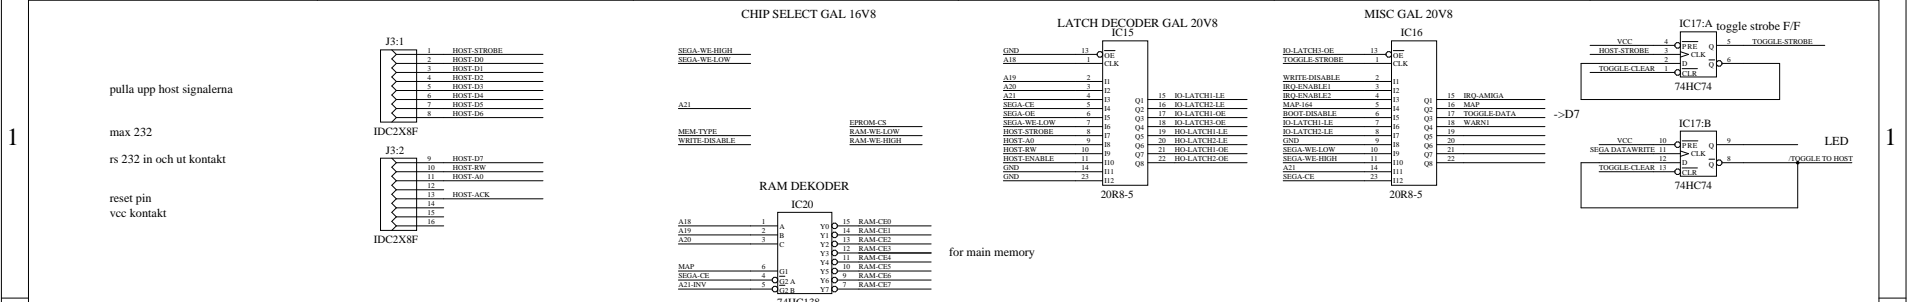 CHIP SELECT GAL 16V8
LATCH DECODER GAL 20V8
MISC GAL 20V8
1
1
pulla upp host signalerna
max 232
rs 232 in och ut kontakt
reset pin
vcc kontakt
J3:1
1 HOST-STROBE
2 HOST-D0
3 HOST-D1
4 HOST-D2
5 HOST-D3
6 HOST-D4
7 HOST-D5
8 HOST-D6
IDC2X8F
J3:2
9 HOST-D7
10 HOST-RW
11 HOST-A0
12
13 HOST-ACK
14
15
16
IDC2X8F
SEGA-WE-HIGH
SEGA-WE-LOW
A21
MEM-TYPE
WRITE-DISABLE
EPROM-CS
RAM-WE-LOW
RAM-WE-HIGH
RAM DEKODER
IC20
A18 1 A Y0 15 RAM-CE0
A19 2 B Y1 14 RAM-CE1
A20 3 C Y2 13 RAM-CE2
Y3 12 RAM-CE3
Y4 11 RAM-CE4
MAP 6 G1 Y5 10 RAM-CE5
SEGA-CE 4 G2 A Y6 9 RAM-CE6
A21-INV 5 G2 B Y7 7 RAM-CE7
74HC138
for main memory
IC15
GND 13 OE
A18 1 CLK
A19 2 I1
A20 3 I2
A21 4 I3 Q1 15 IO-LATCH1-LE
SEGA-CE 5 I4 Q2 16 IO-LATCH2-LE
SEGA-OE 6 I5 Q3 17 IO-LATCH1-OE
SEGA-WE-LOW 7 I6 Q4 18 IO-LATCH3-OE
HOST-STROBE 8 I7 Q5 19 HO-LATCH1-LE
HOST-A0 9 I8 Q6 20 HO-LATCH2-LE
HOST-RW 10 I9 Q7 21 HO-LATCH1-OE
HOST-ENABLE 11 I10 Q8 22 HO-LATCH2-OE
GND 14 I11
GND 23 I12
20R8-5
IC16
IO-LATCH3-OE 13 OE
TOGGLE-STROBE 1 CLK
WRITE-DISABLE 2 I1
IRQ-ENABLE1 3 I2
IRQ-ENABLE2 4 I3 Q1 15 IRQ-AMIGA
MAP-164 5 I4 Q2 16 MAP
BOOT-DISABLE 6 I5 Q3 17 TOGGLE-DATA
IO-LATCH1-LE 7 I6 Q4 18 WARN1
IO-LATCH2-LE 8 I7 Q5 19
GND 9 I8 Q6 20
SEGA-WE-LOW 10 I9 Q7 21
SEGA-WE-HIGH 11 I10 Q8 22
A21 14 I11
SEGA-CE 23 I12
20R8-5
->D7
IC17:A
toggle strobe F/F
VCC 4 PRE Q 5 TOGGLE-STROBE
HOST-STROBE 3 CLK
2 D Q 6
TOGGLE-CLEAR 1 CLR
74HC74
IC17:B
VCC 10 PRE Q 9 LED
SEGA DATAWRITE 11 CLK
12 D Q 8 /TOGGLE TO HOST
TOGGLE-CLEAR 13 CLR
74HC74